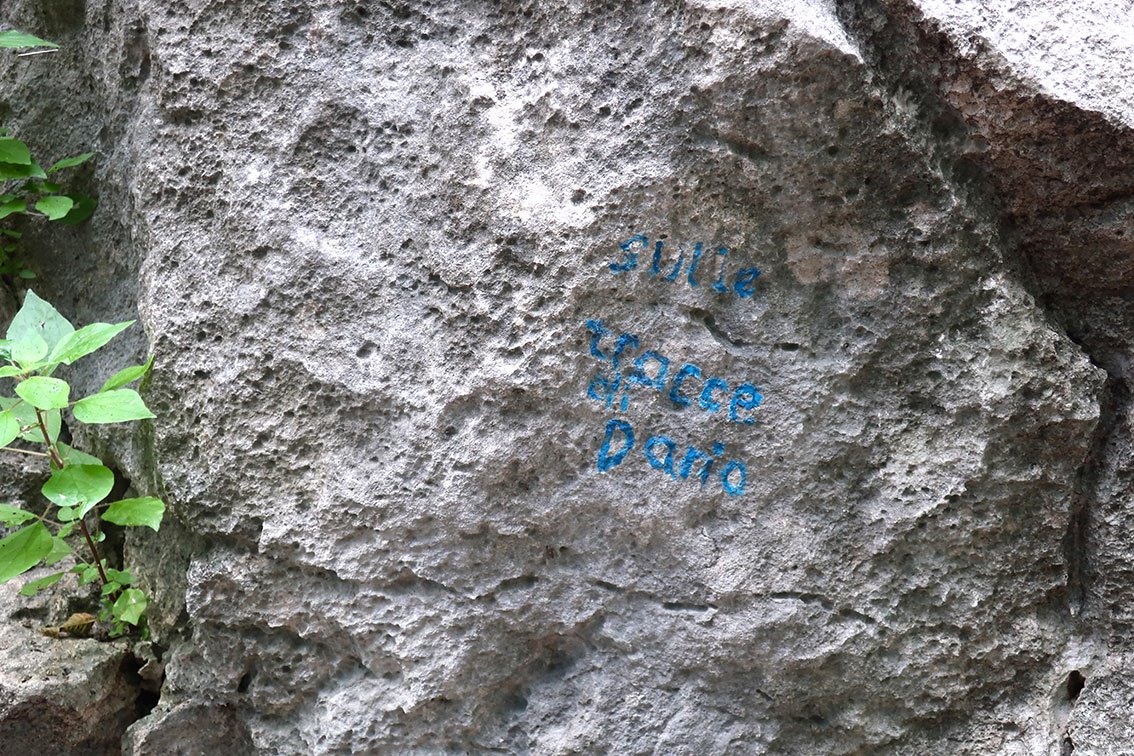 sulle
tracce
di
Dario